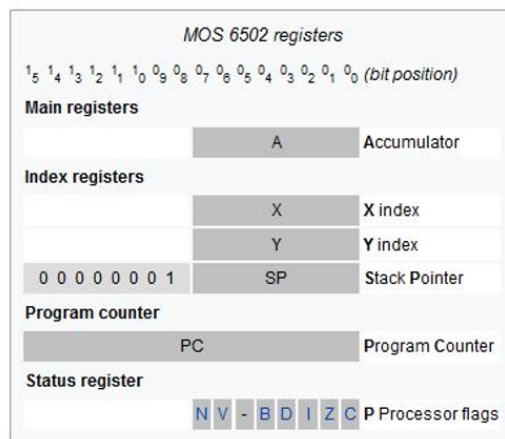 MOS 6502 registers
15 14 13 12 11 10 09 08 07 06 05 04 03 02 01 00 (bit position)
Main registers
A Accumulator
Index registers
X X index
Y Y index
0 0 0 0 0 0 0 1 SP Stack Pointer
Program counter
PC Program Counter
Status register
N V - B D I Z C P Processor flags